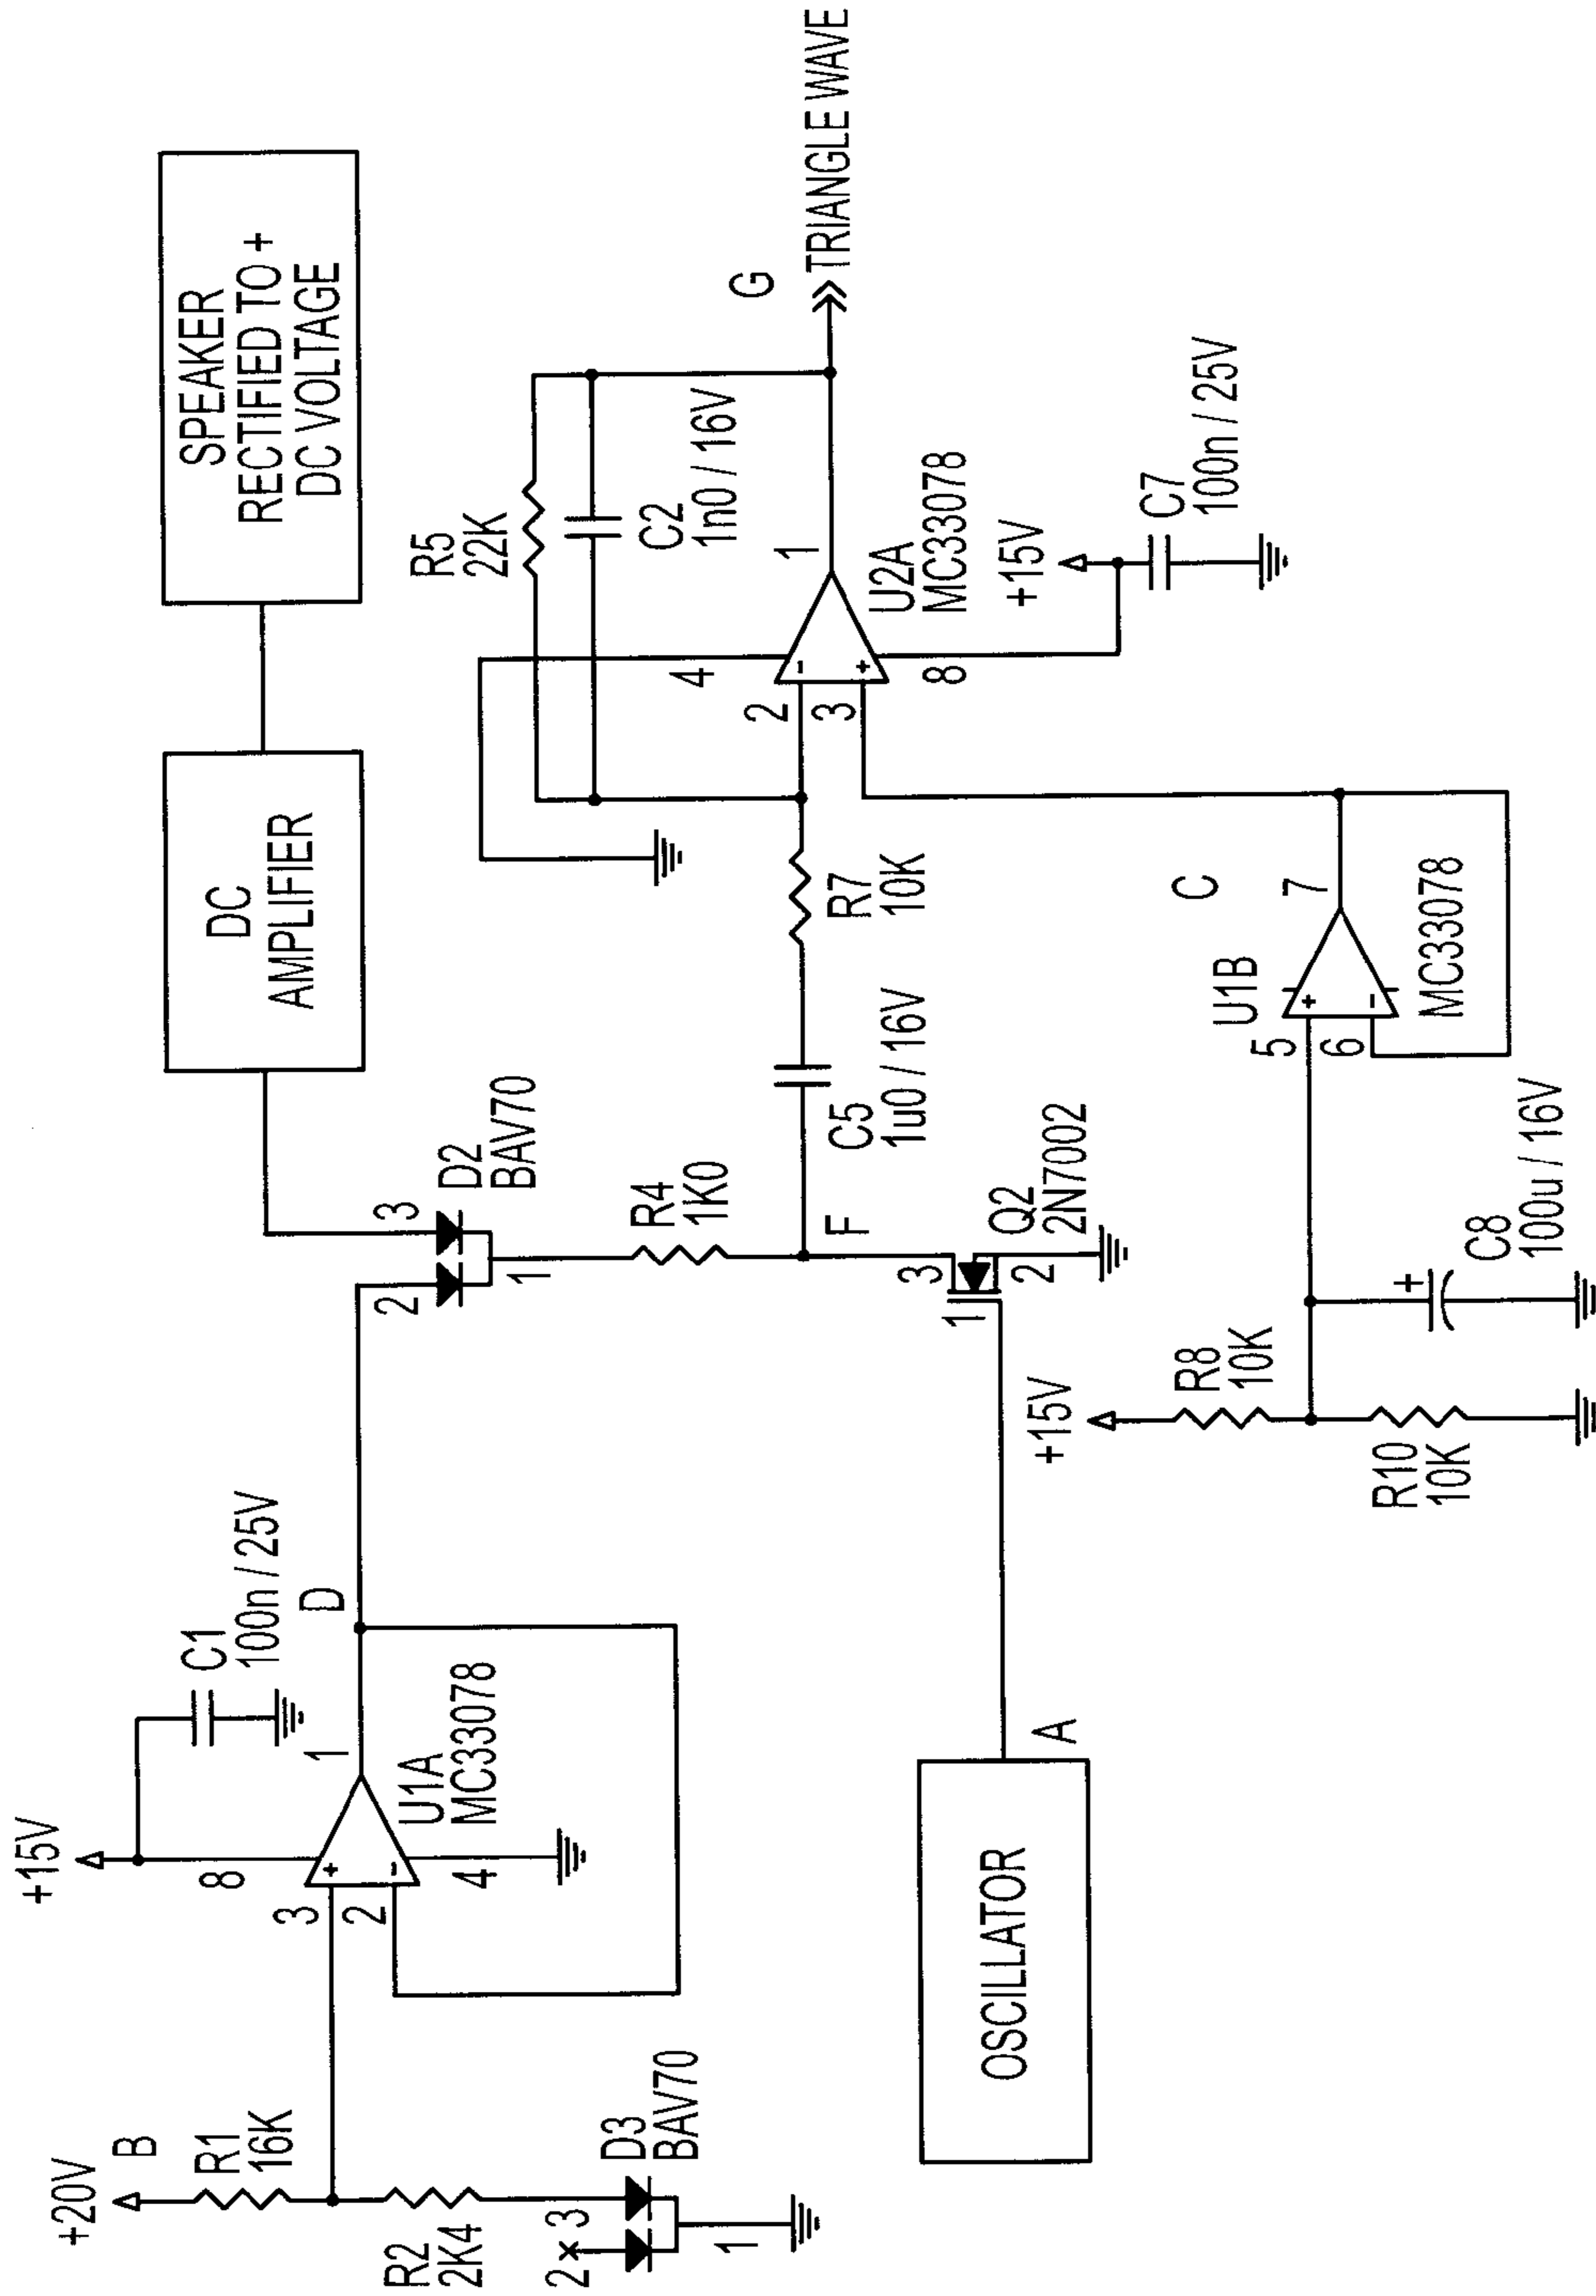 +20V
B
R1
16K
R2
2K4
2
3
D3
BAV70
1
+15V
8
C1
100n / 25V
3
2
+
-
1
D
U1A
MC33078
4
OSCILLATOR
A
SPEAKER
RECTIFIED TO +
DC VOLTAGE
DC
AMPLIFIER
2
3
D2
BAV70
1
R4
1K0
F
3
1
2
Q2
2N7002
C5
1u0 / 16V
R7
10K
R5
22K
C2
1n0 / 16V
4
2
3
-
+
1
8
U2A
MC33078
+15V
C7
100n / 25V
G
TRIANGLE WAVE
+15V
R8
10K
R10
10K
+
C8
100u / 16V
5
6
+
-
U1B
C
7
MC33078